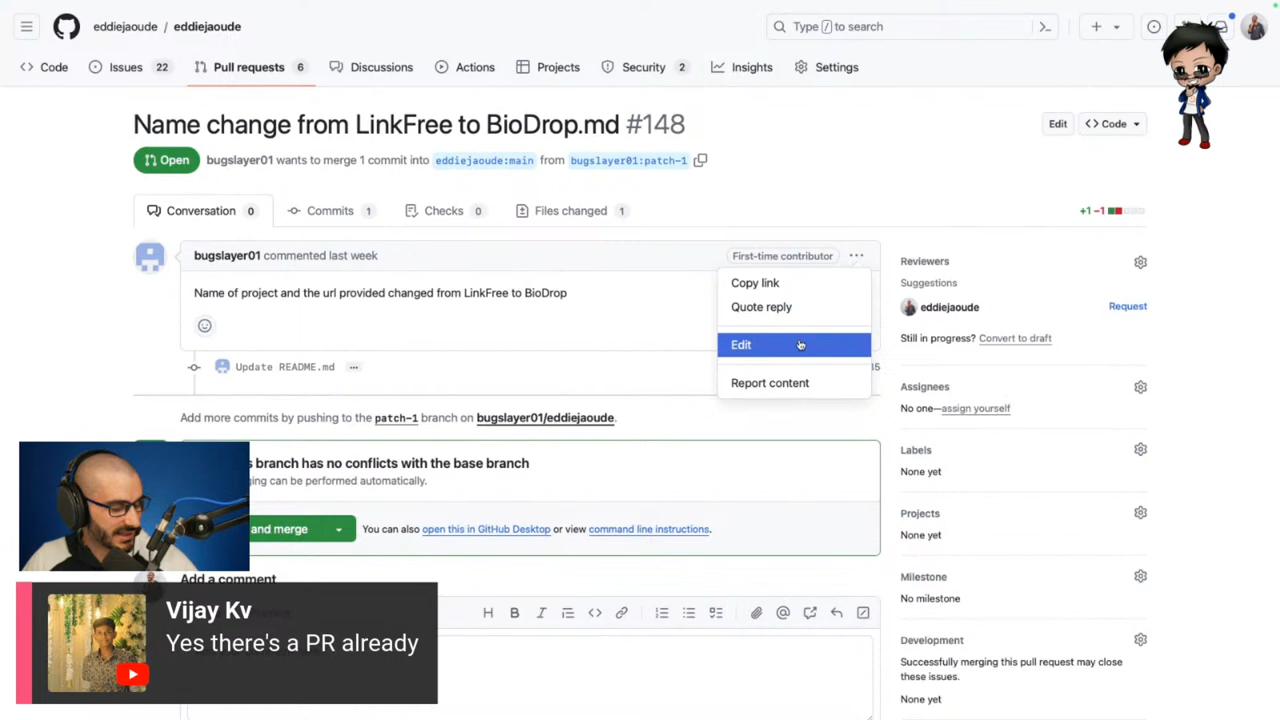 eddiejaoude / eddiejaoude
Type / to search
Code
Issues 22
Pull requests 6
Discussions
Actions
Projects
Security 2
Insights
Settings
Name change from LinkFree to BioDrop.md #148
Edit
Code
Open
bugslayer01 wants to merge 1 commit into eddiejaoude:main from bugslayer01:patch-1
Conversation 0
Commits 1
Checks 0
Files changed 1
+1 −1
bugslayer01 commented last week
First-time contributor
Name of project and the url provided changed from LinkFree to BioDrop
Copy link
Quote reply
Edit
Report content
Update README.md
Add more commits by pushing to the patch-1 branch on bugslayer01/eddiejaoude.
branch has no conflicts with the base branch
can be performed automatically.
and merge
You can also open this in GitHub Desktop or view command line instructions.
Add a comment
Reviewers
Suggestions
eddiejaoude
Request
Still in progress? Convert to draft
Assignees
No one—assign yourself
Labels
None yet
Projects
None yet
Milestone
No milestone
Development
Successfully merging this pull request may close
these issues.
None yet
Vijay Kv
Yes there's a PR already